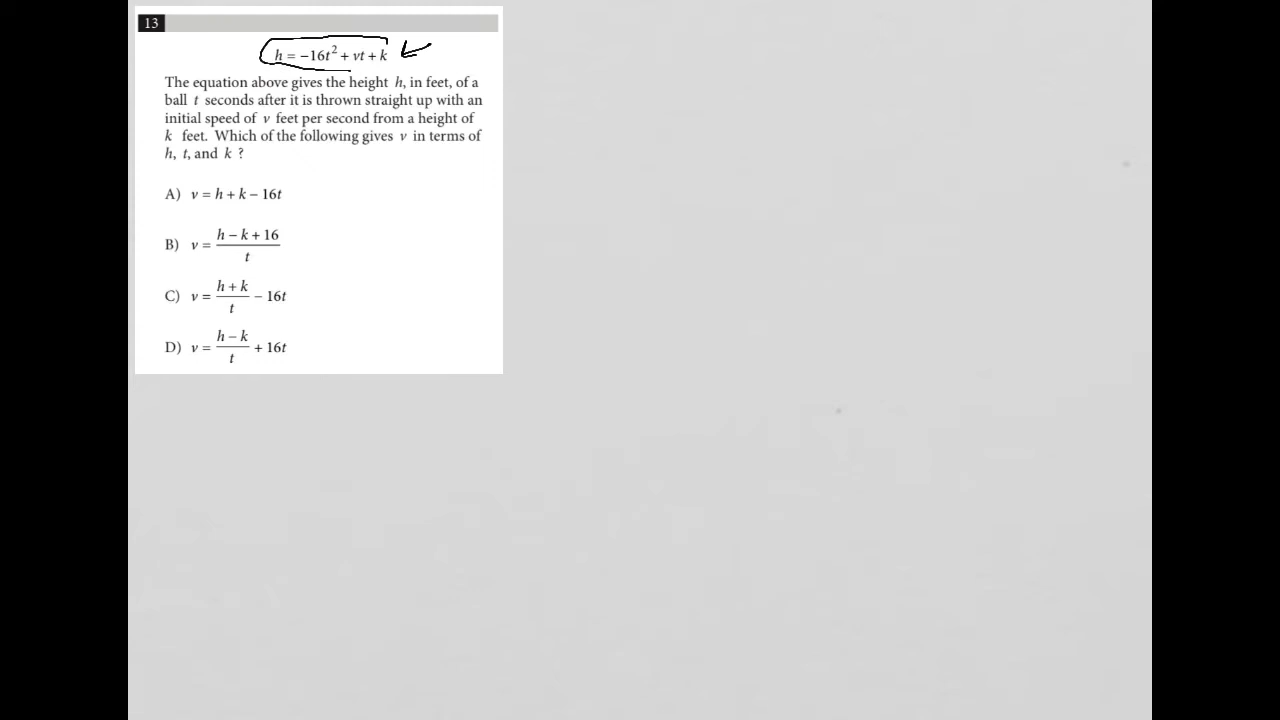 13
h = −16t² + vt + k
The equation above gives the height h, in feet, of a
ball t seconds after it is thrown straight up with an
initial speed of v feet per second from a height of
k feet. Which of the following gives v in terms of
h, t, and k ?
A) v = h + k − 16t
B) v = (h − k + 16)/t
C) v = (h + k)/t − 16t
D) v = (h − k)/t + 16t